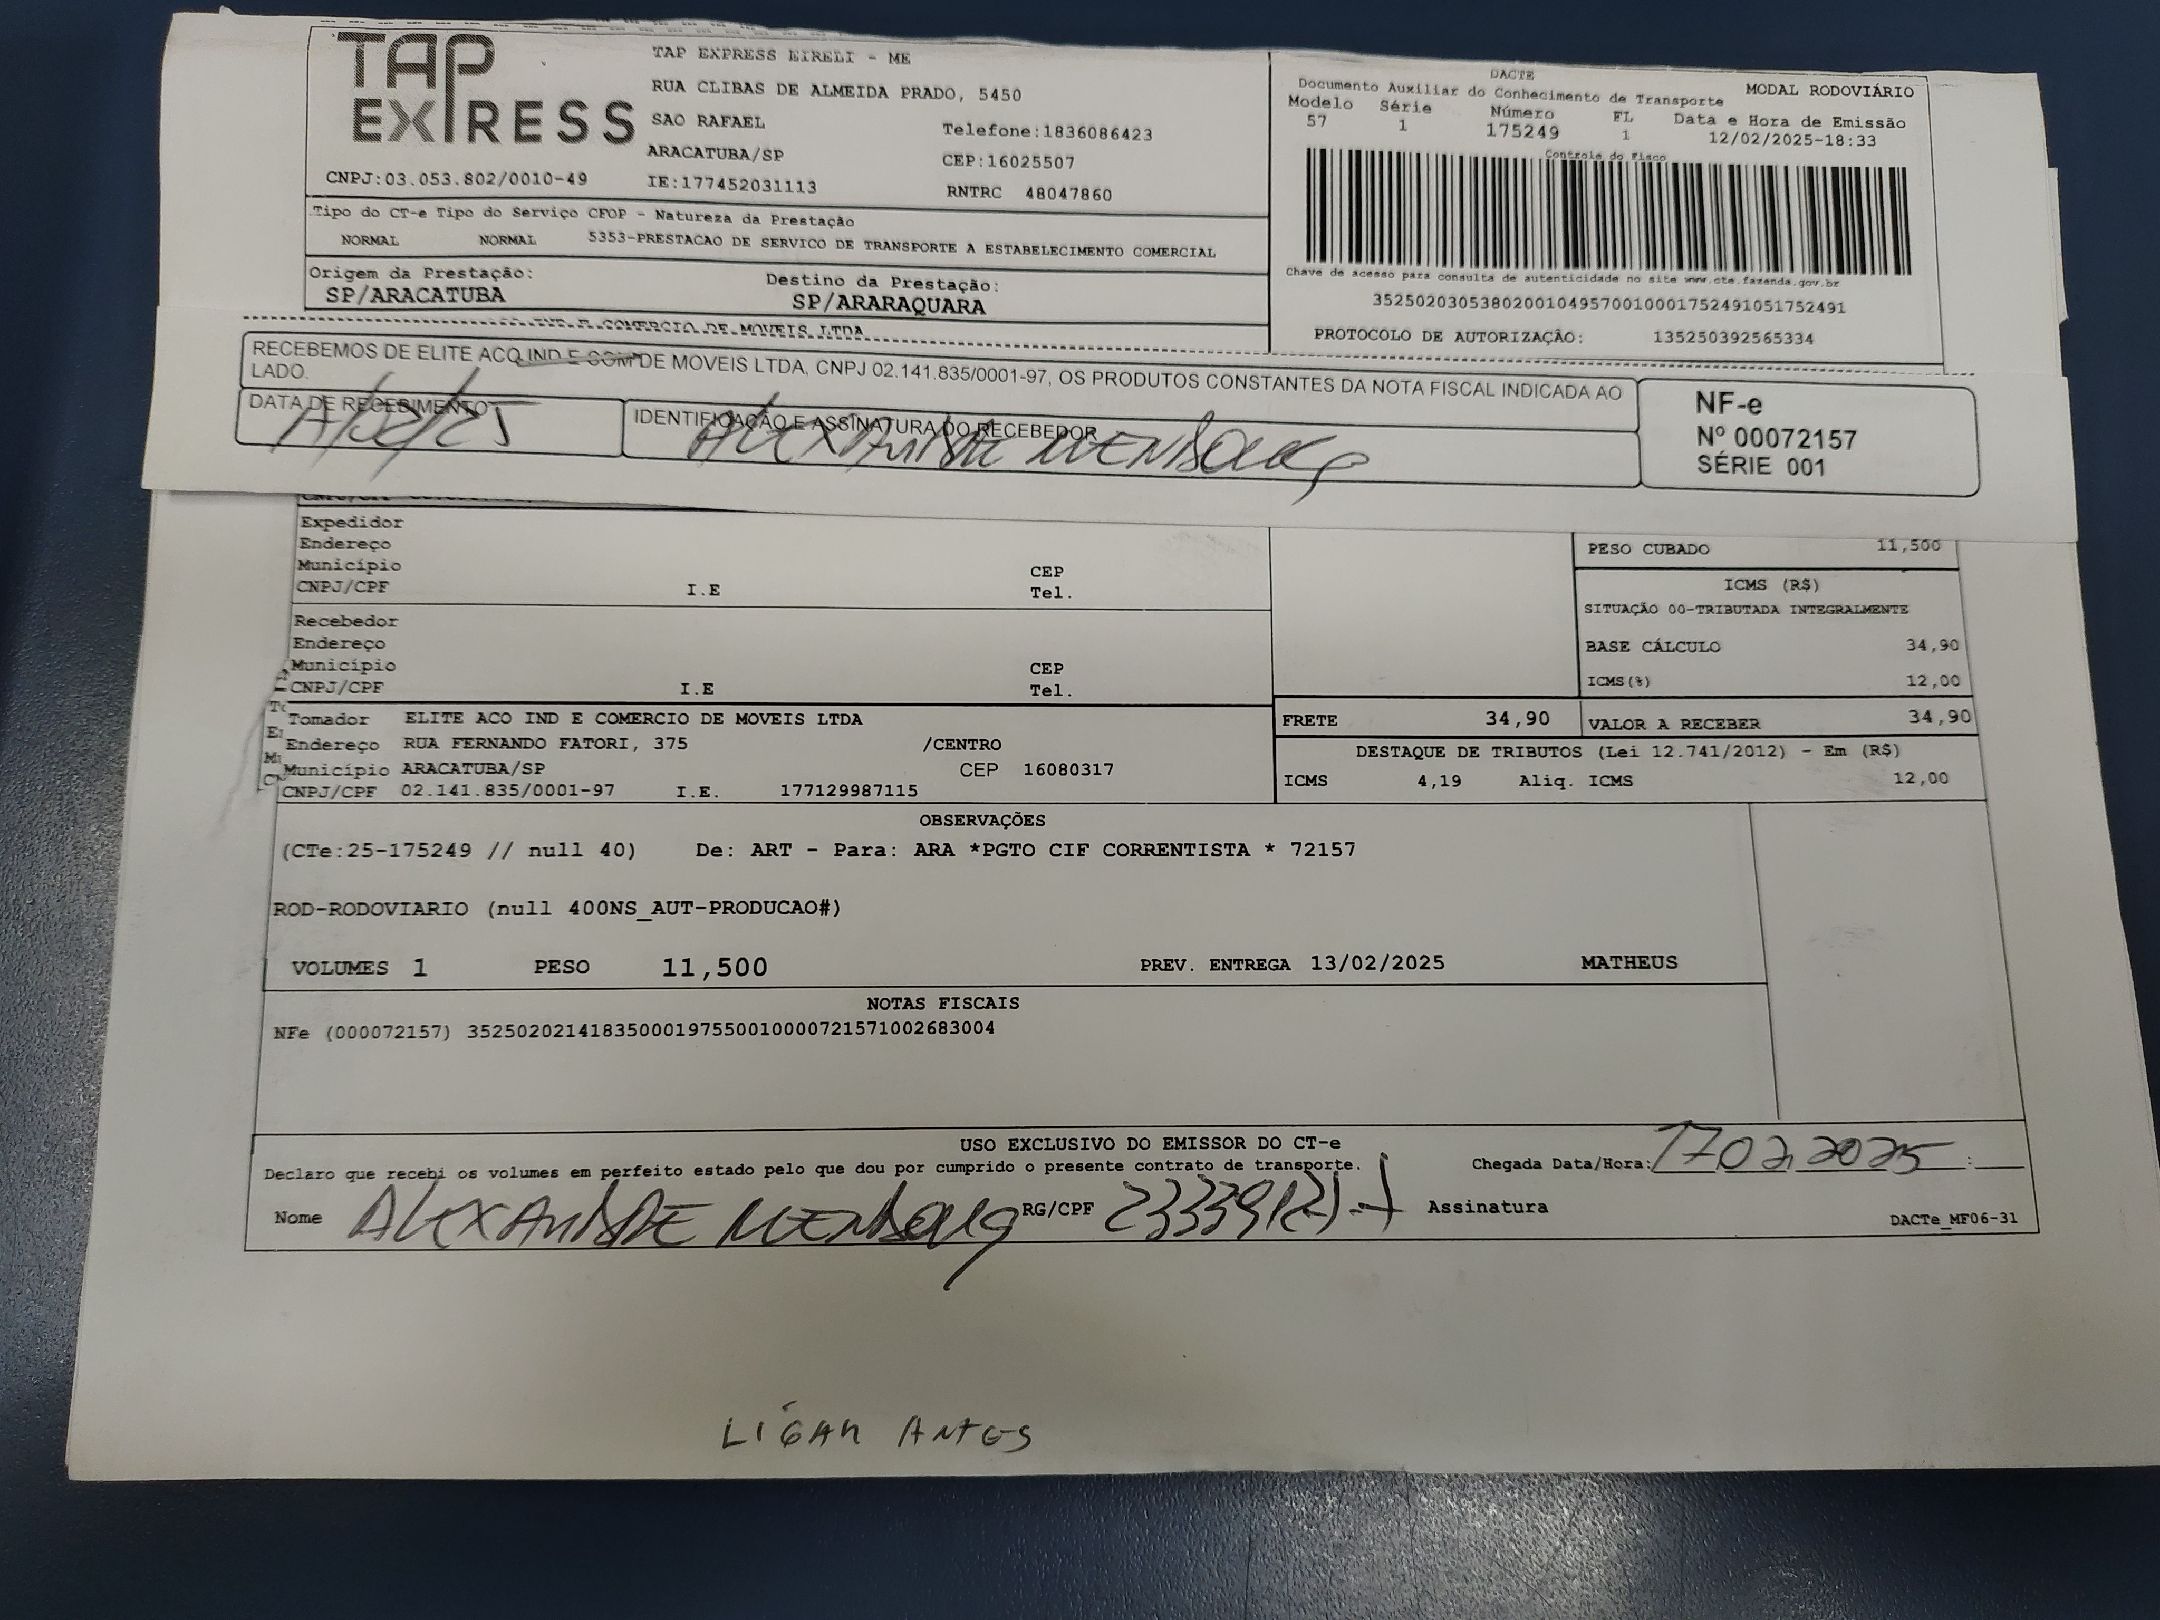 TAP
EXPRESS
CNPJ:03.053.802/0010-49
TAP EXPRESS EIRELI - ME
RUA CLIBAS DE ALMEIDA PRADO, 5450
SAO RAFAEL
Telefone:1836086423
ARACATUBA/SP
CEP:16025507
IE:177452031113
RNTRC 48047860
DACTE
Documento Auxiliar do Conhecimento de Transporte
MODAL RODOVIÁRIO
Modelo Série Número FL Data e Hora de Emissão
57 1 175249 1 12/02/2025-18:33
Controle do Fisco
Tipo do CT-e Tipo do Serviço CFOP - Natureza da Prestação
NORMAL NORMAL 5353-PRESTACAO DE SERVICO DE TRANSPORTE A ESTABELECIMENTO COMERCIAL
Origem da Prestação:
SP/ARACATUBA
Destino da Prestação:
SP/ARARAQUARA
Chave de acesso para consulta de autenticidade no site www.cte.fazenda.gov.br
35250203053802001049570010001752491051752491
PROTOCOLO DE AUTORIZAÇÃO: 135250392565334
IND E COMERCIO DE MOVEIS LTDA
RECEBEMOS DE ELITE ACO IND E COM DE MOVEIS LTDA, CNPJ 02.141.835/0001-97, OS PRODUTOS CONSTANTES DA NOTA FISCAL INDICADA AO
LADO.
DATA DE RECEBIMENTO
IDENTIFICAÇÃO E ASSINATURA DO RECEBEDOR
ALEXANDRE
NF-e
Nº 00072157
SÉRIE 001
Expedidor
Endereço
Município CEP
CNPJ/CPF I.E Tel.
Recebedor
Endereço
Município CEP
CNPJ/CPF I.E Tel.
PESO CUBADO 11,500
ICMS (R$)
SITUAÇÃO 00-TRIBUTADA INTEGRALMENTE
BASE CÁLCULO 34,90
ICMS(%) 12,00
Tomador ELITE ACO IND E COMERCIO DE MOVEIS LTDA
Endereço RUA FERNANDO FATORI, 375 /CENTRO
Município ARACATUBA/SP CEP 16080317
CNPJ/CPF 02.141.835/0001-97 I.E. 177129987115
FRETE 34,90 VALOR A RECEBER 34,90
DESTAQUE DE TRIBUTOS (Lei 12.741/2012) - Em (R$)
ICMS 4,19 Aliq. ICMS 12,00
OBSERVAÇÕES
(CTe:25-175249 // null 40) De: ART - Para: ARA *PGTO CIF CORRENTISTA * 72157
ROD-RODOVIARIO (null 400NS_AUT-PRODUCAO#)
VOLUMES 1 PESO 11,500 PREV. ENTREGA 13/02/2025 MATHEUS
NOTAS FISCAIS
NFe (000072157) 35250202141835000197550010000721571002683004
USO EXCLUSIVO DO EMISSOR DO CT-e
Declaro que recebi os volumes em perfeito estado pelo que dou por cumprido o presente contrato de transporte.
Chegada Data/Hora: 17 02 2025 :
Nome ALEXANDRE RG/CPF Assinatura
DACTe_MF06-31
LIGAR ANTES